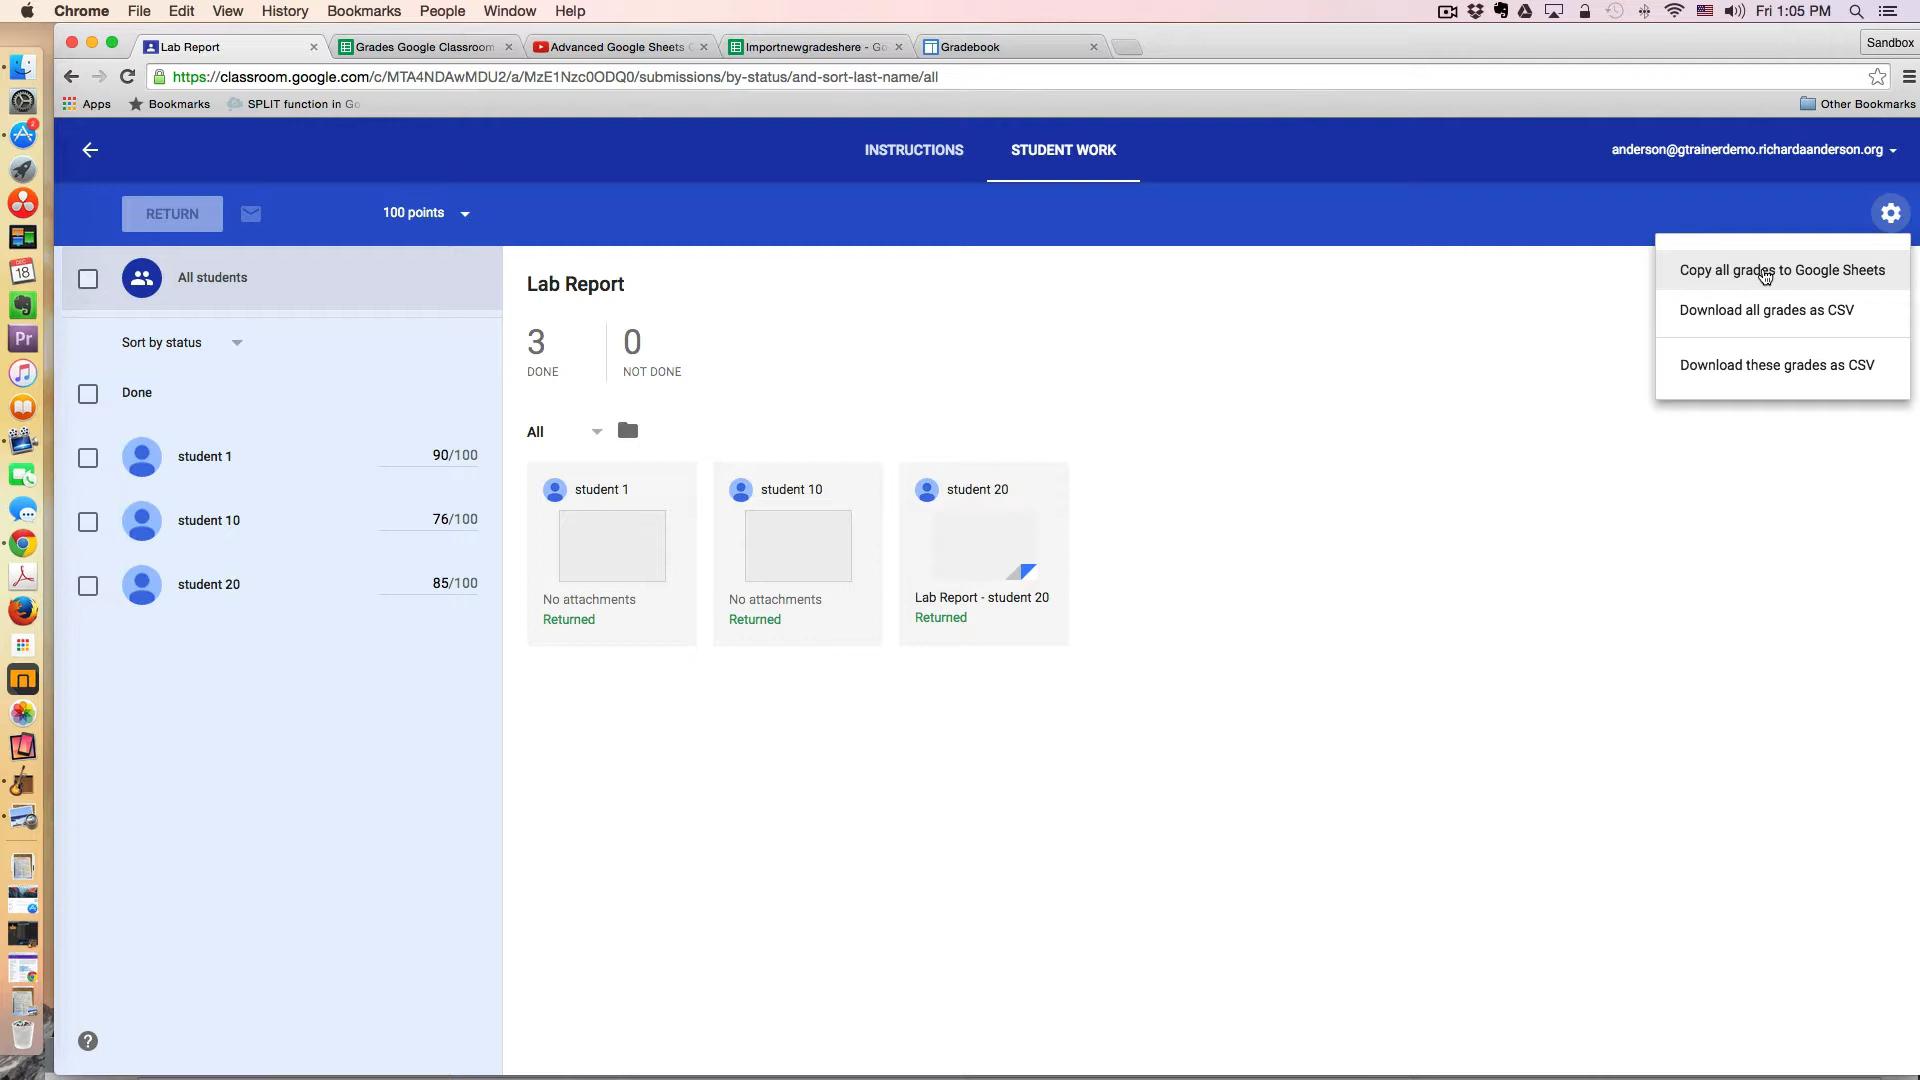 Chrome File Edit View History Bookmarks People Window Help
Fri 1:05 PM
Lab Report
Grades Google Classroom
Advanced Google Sheets
Importnewgradeshere - Go
Gradebook
Sandbox
https://classroom.google.com/c/MTA4NDAwMDU2/a/MzE1Nzc0ODQ0/submissions/by-status/and-sort-last-name/all
Apps
Bookmarks
SPLIT function in Go
Other Bookmarks
INSTRUCTIONS
STUDENT WORK
anderson@gtrainerdemo.richardaanderson.org
RETURN
100 points
Copy all grades to Google Sheets
Download all grades as CSV
Download these grades as CSV
All students
Sort by status
Done
student 1
90/100
student 10
76/100
student 20
85/100
Lab Report
3
DONE
0
NOT DONE
All
student 1
No attachments
Returned
student 10
No attachments
Returned
student 20
Lab Report - student 20
Returned
2
DEC
18
Pr
?